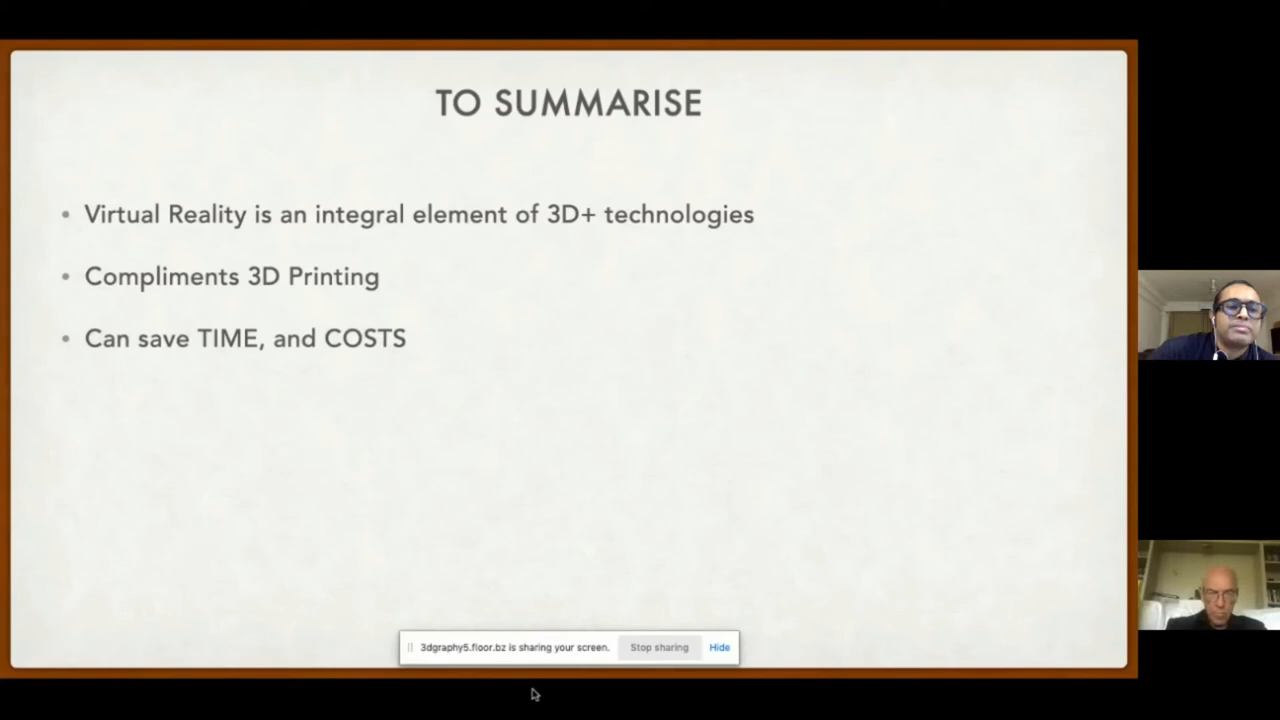 TO SUMMARISE
• Virtual Reality is an integral element of 3D+ technologies
• Compliments 3D Printing
• Can save TIME, and COSTS
3dgraphy5.floor.bz is sharing your screen. Stop sharing Hide